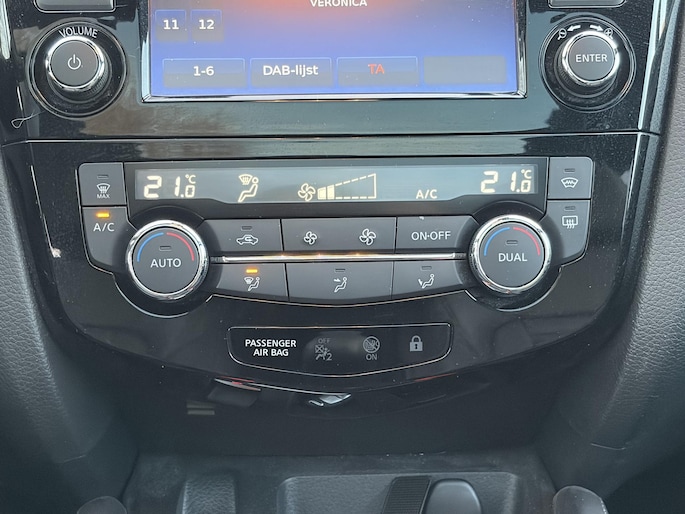 VERONICA
VOLUME
11 12
1-6 DAB-lijst TA
ENTER
MAX
21.0 °C
A/C
21.0 °C
A/C
AUTO
ON-OFF
DUAL
PASSENGER
AIR BAG
OFF
2
ON